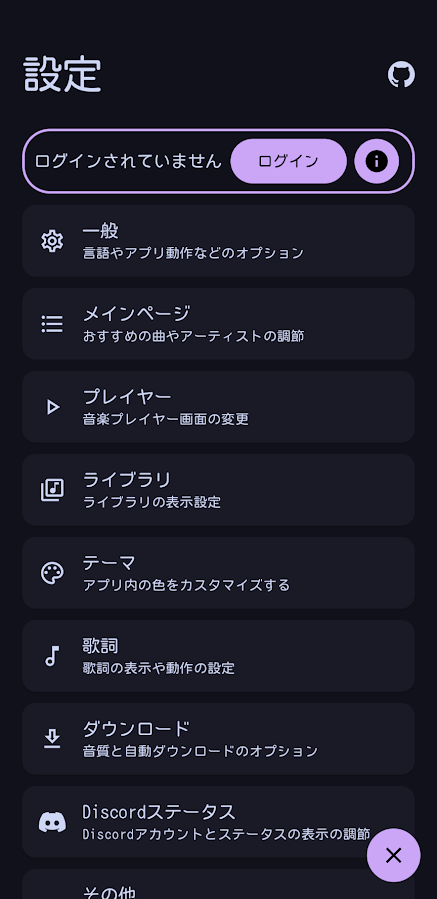 設定
ログインされていません
ログイン
一般
言語やアプリ動作などのオプション
メインページ
おすすめの曲やアーティストの調節
プレイヤー
音楽プレイヤー画面の変更
ライブラリ
ライブラリの表示設定
テーマ
アプリ内の色をカスタマイズする
歌詞
歌詞の表示や動作の設定
ダウンロード
音質と自動ダウンロードのオプション
Discordステータス
Discordアカウントとステータスの表示の調節
その他